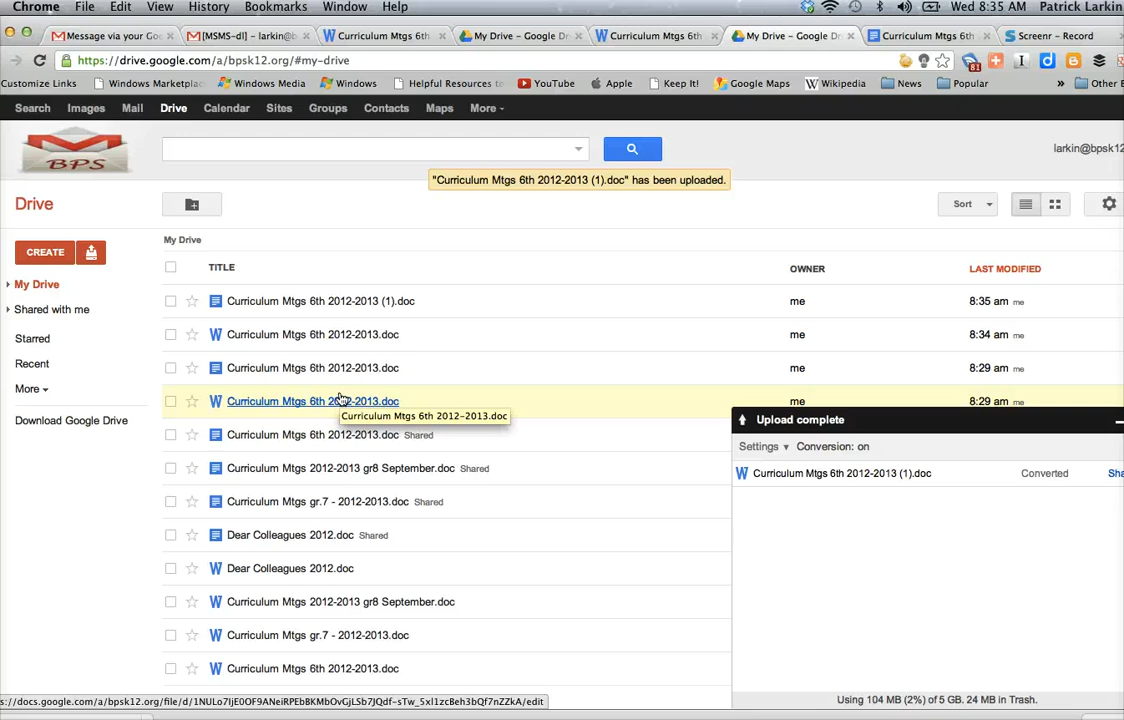 Chrome File Edit View History Bookmarks Window Help Wed 8:35 AM Patrick Larkin
Message via your Goo [MSMS-dl] - larkin@b Curriculum Mtgs 6th My Drive - Google Dr Curriculum Mtgs 6th My Drive - Google Dr Curriculum Mtgs 6th Screenr - Record
https://drive.google.com/a/bpsk12.org/#my-drive 81
Customize Links Windows Marketplac Windows Media Windows Helpful Resources YouTube Apple Keep It! Google Maps Wikipedia News Popular » Other B
Search Images Mail Drive Calendar Sites Groups Contacts Maps More
BPS
larkin@bpsk12
"Curriculum Mtgs 6th 2012-2013 (1).doc" has been uploaded.
Drive
Sort
CREATE
My Drive
Shared with me
Starred
Recent
More
Download Google Drive
My Drive
TITLE OWNER LAST MODIFIED
Curriculum Mtgs 6th 2012-2013 (1).doc me 8:35 am me
Curriculum Mtgs 6th 2012-2013.doc me 8:34 am me
Curriculum Mtgs 6th 2012-2013.doc me 8:29 am me
Curriculum Mtgs 6th 2012-2013.doc me 8:29 am me
Curriculum Mtgs 6th 2012-2013.doc
Curriculum Mtgs 6th 2012-2013.doc Shared
Curriculum Mtgs 2012-2013 gr8 September.doc Shared
Curriculum Mtgs gr.7 - 2012-2013.doc Shared
Dear Colleagues 2012.doc Shared
Dear Colleagues 2012.doc
Curriculum Mtgs 2012-2013 gr8 September.doc
Curriculum Mtgs gr.7 - 2012-2013.doc
Curriculum Mtgs 6th 2012-2013.doc
Upload complete
Settings Conversion: on
Curriculum Mtgs 6th 2012-2013 (1).doc Converted Sha
Using 104 MB (2%) of 5 GB. 24 MB in Trash.